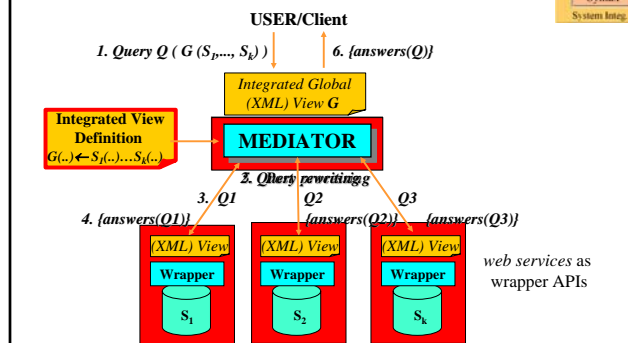 System Integ.
USER/Client
1. Query Q ( G (S1,..., Sk) )
6. {answers(Q)}
Integrated Global
(XML) View G
Integrated View
Definition
G(..)←S1(..)…Sk(..)
MEDIATOR
3. Q1
Q2
Q3
4. {answers(Q1)}
{answers(Q2)}
{answers(Q3)}
(XML) View
(XML) View
(XML) View
Wrapper
Wrapper
Wrapper
web services as
wrapper APIs
S1
S2
Sk